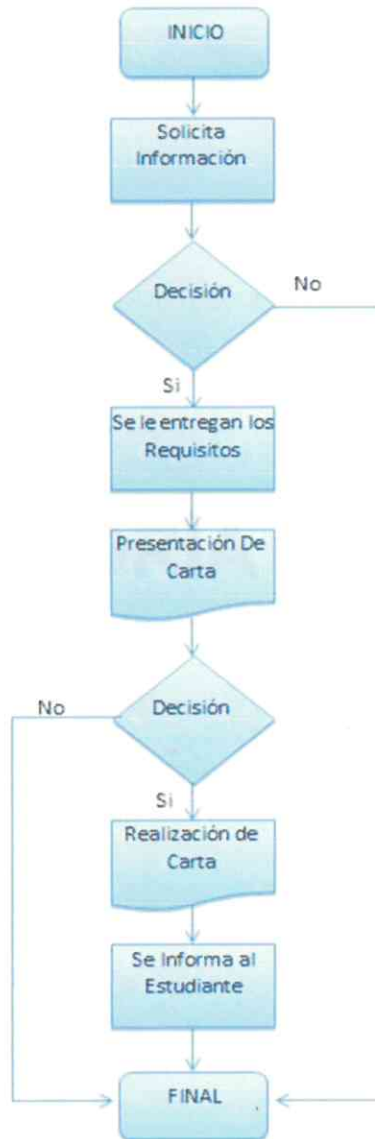 INICIO
Solicita
Información
Decisión
No
Si
Se le entregan los
Requisitos
Presentación De
Carta
Decisión
No
Si
Realización de
Carta
Se Informa al
Estudiante
FINAL